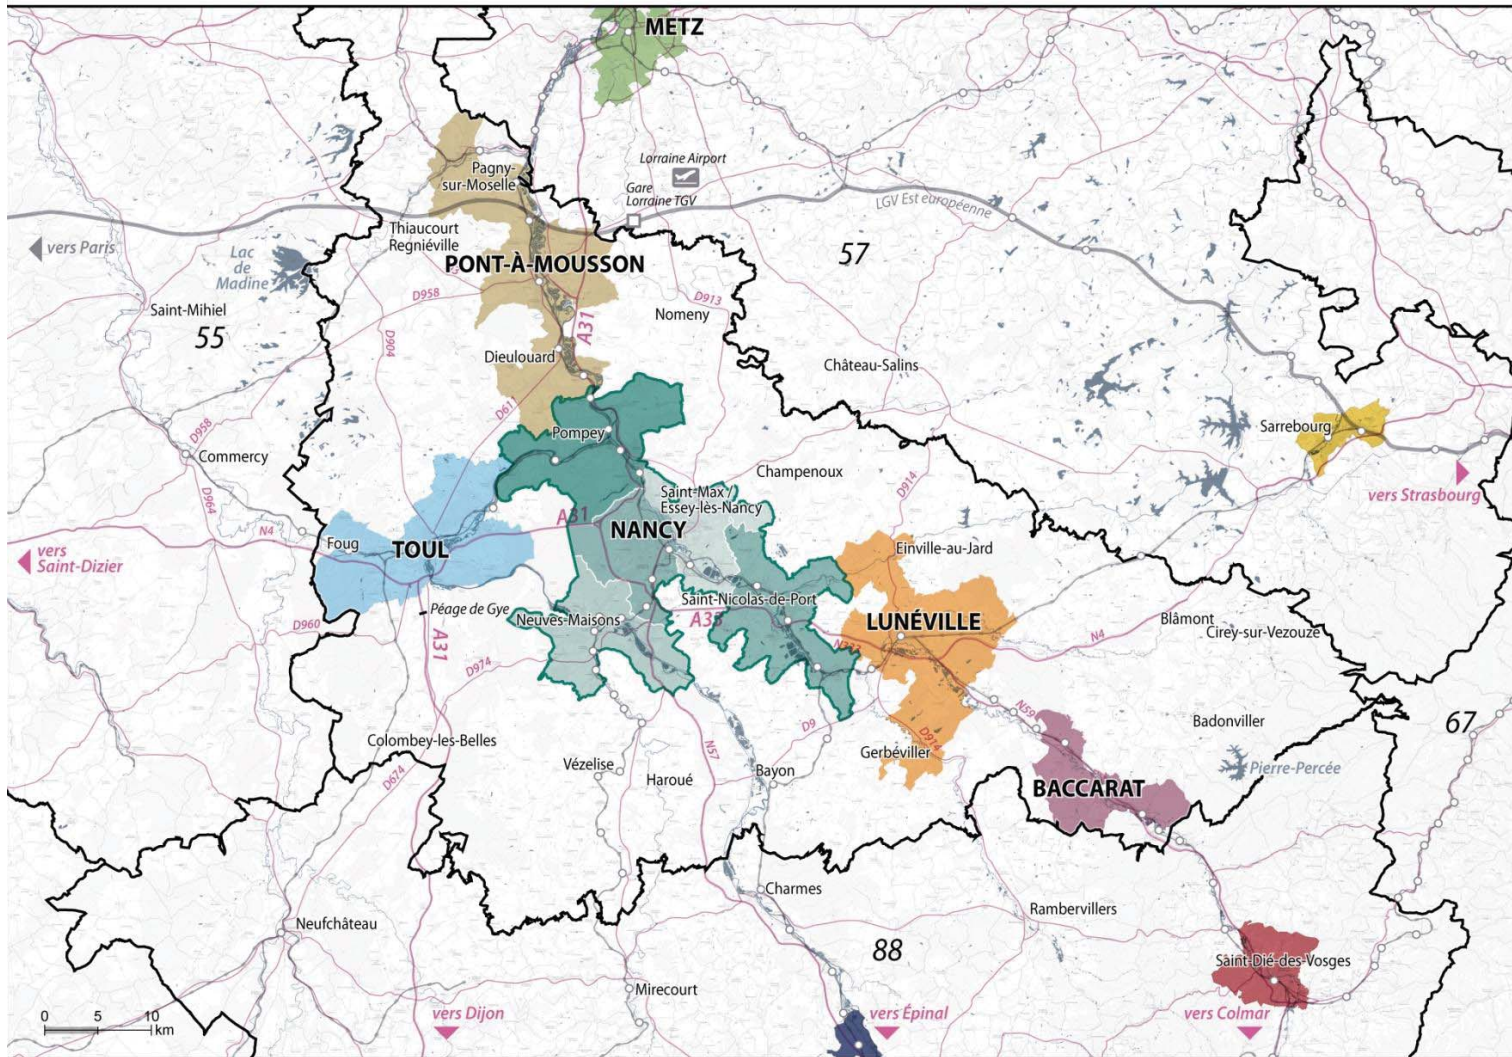 METZ
Lorraine Airport
Pagny-
sur-Moselle
Gare
Lorraine TGV
LGV Est européenne
Thiaucourt
Regniéville
vers Paris
Lac
de
Madine
57
PONT-À-MOUSSON
D958
D913
Saint-Mihiel
Nomeny
A31
55
D904
Dieulouard
Château-Salins
D611
Sarrebourg
D958
Pompey
Commercy
Champenoux
D914
vers Strasbourg
Saint-Max /
Essey-lès-Nancy
D964
A31
N4
NANCY
Foug
TOUL
Einville-au-Jard
vers
Saint-Dizier
Saint-Nicolas-de-Port
Péage de Gye
Neuves-Maisons
A33
LUNÉVILLE
Blâmont
D960
N4
Cirey-sur-Vezouze
A31
N333
D974
N59
Badonviller
67
D9
D914
Colombey-les-Belles
N57
Gerbéviller
Vézelise
Haroué
Bayon
Pierre-Percée
D674
BACCARAT
Charmes
Rambervillers
Neufchâteau
88
Saint-Dié-des-Vosges
Mirecourt
vers Dijon
vers Épinal
vers Colmar
0 5 10
km